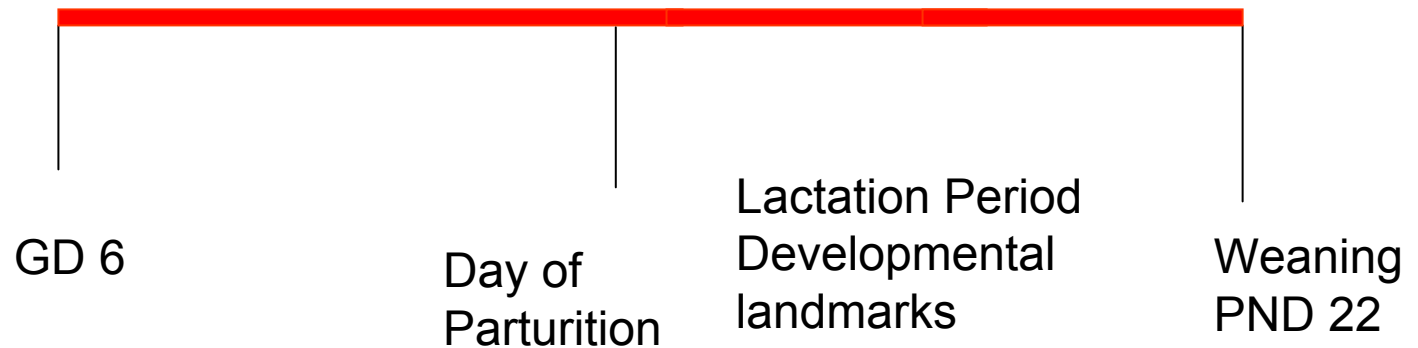 GD 6
Day of
Parturition
Lactation Period
Developmental
landmarks
Weaning
PND 22